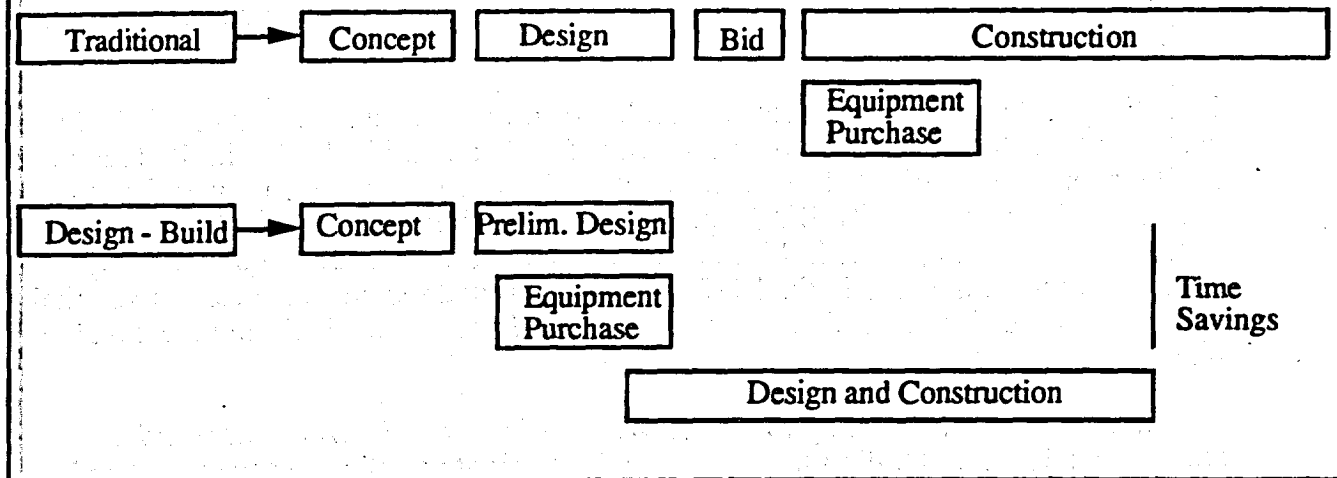 Traditional
Concept
Design
Bid
Construction
Equipment
Purchase
Design - Build
Concept
Prelim. Design
Equipment
Purchase
Time
Savings
Design and Construction